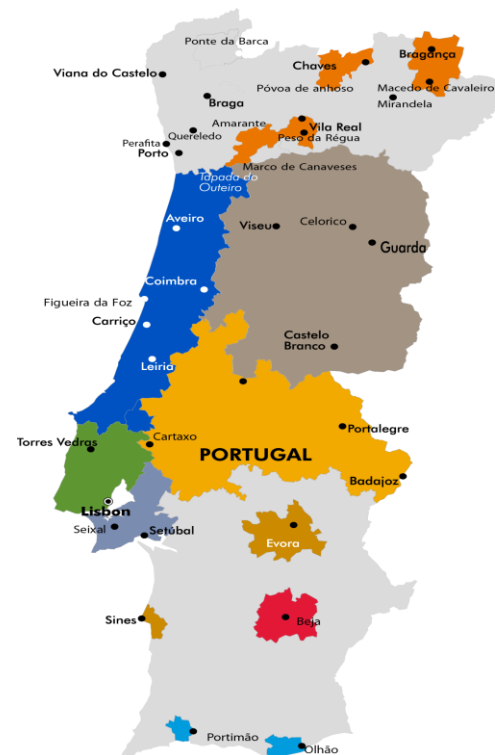 Ponte da Barca
Viana do Castelo
Chaves
Bragança
Póvoa de anhoso
Macedo de Cavaleiro
Mirandela
Braga
Amarante
Vila Real
Quereledo
Peso da Régua
Perafita
Porto
Marco de Canaveses
Tapada do
Outeiro
Aveiro
Viseu
Celorico
Guarda
Coimbra
Figueira da Foz
Carriço
Castelo
Branco
Leiria
Portalegre
Torres Vedras
Cartaxo
PORTUGAL
Badajoz
Lisbon
Seixal
Setúbal
Evora
Sines
Beja
Portimão
Olhão